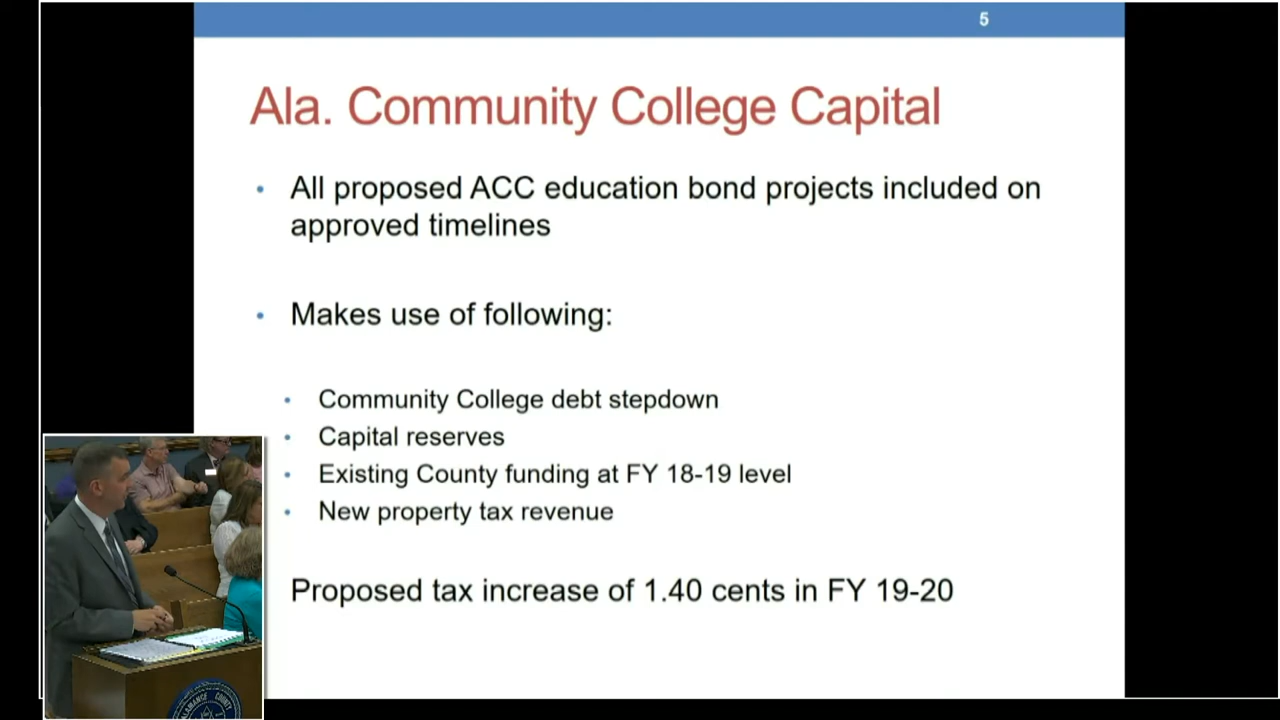 5
Ala. Community College Capital
• All proposed ACC education bond projects included on
approved timelines
• Makes use of following:
• Community College debt stepdown
• Capital reserves
• Existing County funding at FY 18-19 level
• New property tax revenue
Proposed tax increase of 1.40 cents in FY 19-20
ALAMANCE COUNTY